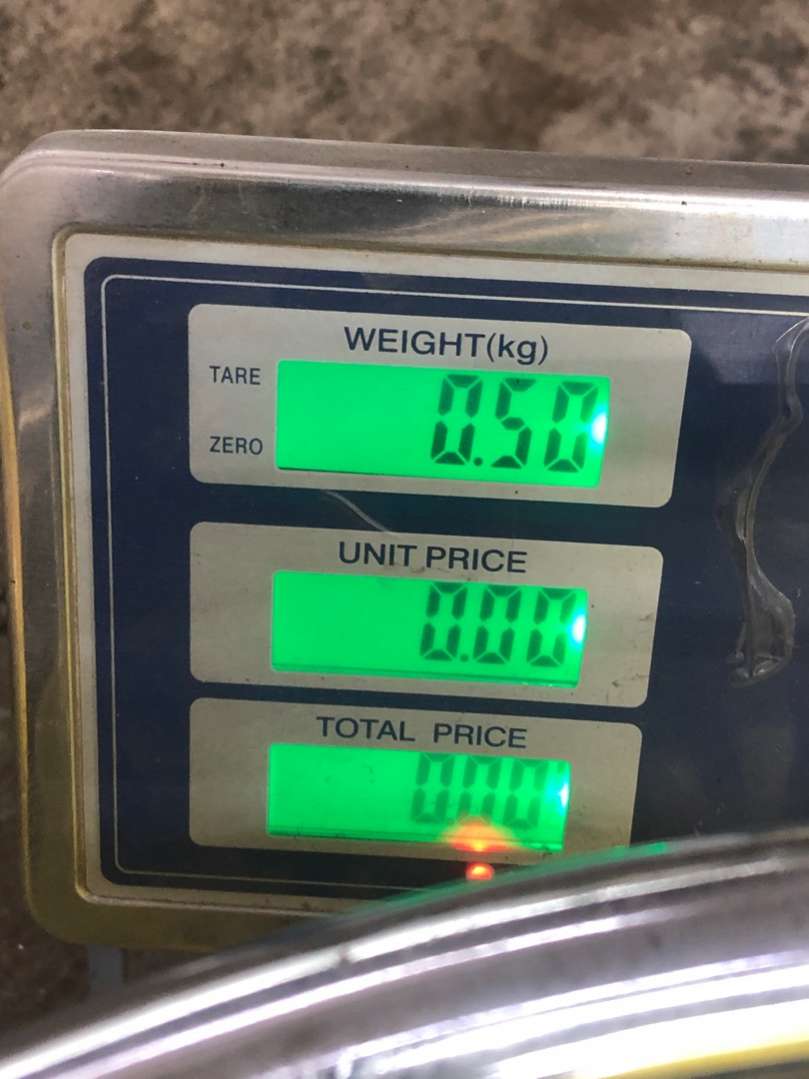 WEIGHT(kg)
TARE
0.50
ZERO
UNIT PRICE
0.00
TOTAL PRICE
0.00